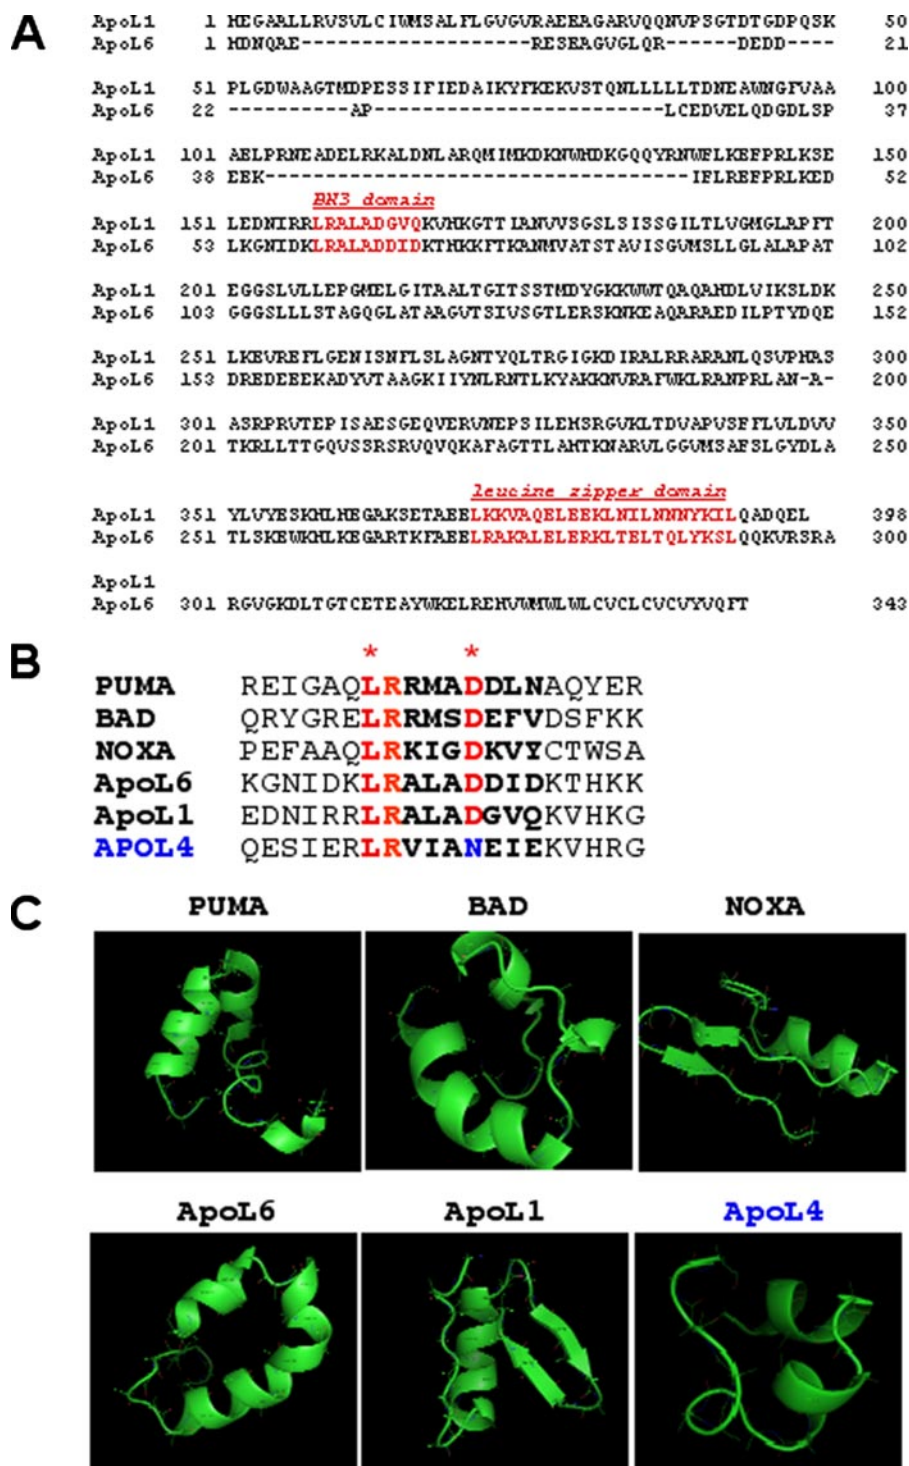 A
ApoL1 1 MEGAALLRVSVLCIWMSALFLGVGVRAEEAGARVQQNVPSGTDTGDPQSK 50
ApoL6 1 MDNQAE-------------------RESEAGVGLQR------DEDD---- 21
ApoL1 51 PLGDWAAGTMDPESSIFIEDAIKYFKEKVSTQNLLLLLTDNEAWNGFVAA 100
ApoL6 22 ----------AP------------------------LCEDVELQDGDLSP 37
ApoL1 101 AELPRNEADELRKALDNLARQMIMKDKNWHDKGQQYRNWFLKEFPRLKSE 150
ApoL6 38 EEK-----------------------------------IFLREFPRLKED 52
BH3 domain
ApoL1 151 LEDNIRRLRALADGVQKVHKGTTIANVVSGSLSISSGILTLVGMGLAPFT 200
ApoL6 53 LKGNIDKLRALADDIDKTHKKFTKANMVATSTAVISGVMSLLGLALAPAT 102
ApoL1 201 EGGSLVLLEPGMELGITAALTGITSSTMDYGKKWWTQAQAHDLVIKSLDK 250
ApoL6 103 GGGSLLLSTAGQGLATAAGVTSIVSGTLERSKNKEAQARAEDILPTYDQE 152
ApoL1 251 LKEVREFLGENISNFLSLAGNTYQLTRGIGKDIRALRRARANLQSVPHAS 300
ApoL6 153 DREDEEEKADYVTAAGKIIYNLRNTLKYAKKNVRAFWKLRANPRLAN-A- 200
ApoL1 301 ASRPRVTEPISAESGEQVERVNEPSILEMSRGVKLTDVAPVSFFLVLDVV 350
ApoL6 201 TKRLLTTGQVSSRSRVQVQKAFAGTTLAMTKNARVLGGVMSAFSLGYDLA 250
leucine zipper domain
ApoL1 351 YLVYESKHLHEGAKSETAEELKKVAQELEEKLNILNNNYKILQADQEL 398
ApoL6 251 TLSKEWKHLKEGARTKFAEELRAKALELERKLTELTQLYKSLQQKVRSRA 300
ApoL1
ApoL6 301 RGVGKDLTGTCETEAYWKELREHVWMWLWLCVCLCVCVYVQFT 343
B
* *
PUMA REIGAQLRRMADDLNAQYER
BAD QRYGRELRRMSDEFVDSFKK
NOXA PEFAAQLRKIGDKVYCTWSA
ApoL6 KGNIDKLRALADDIDKTHKK
ApoL1 EDNIRRLRALADGVQKVHKG
APOL4 QESIERLRVIANEIEKVHRG
C
PUMA BAD NOXA
ApoL6 ApoL1 ApoL4